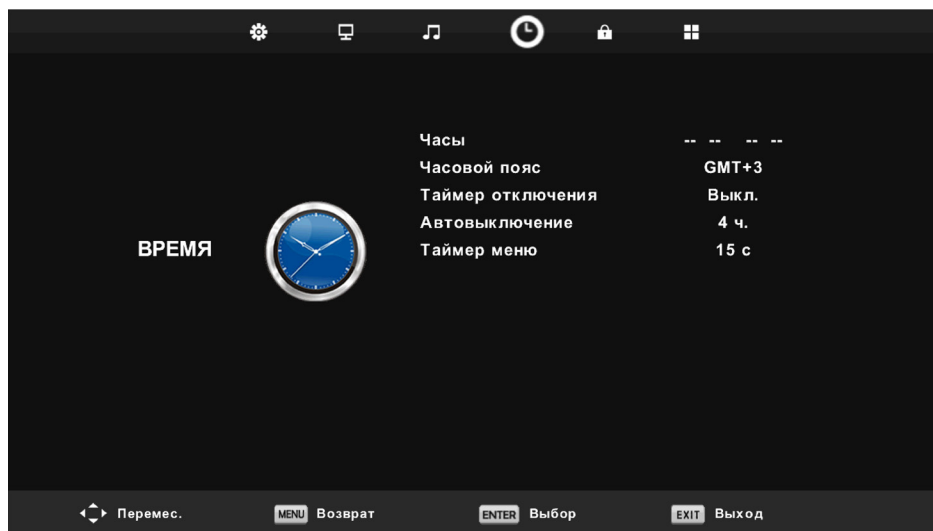 Часы -- -- -- --
Часовой пояс GMT+3
Таймер отключения Выкл.
Автовыключение 4 ч.
ВРЕМЯ
Таймер меню 15 с
Перемес. MENU Возврат ENTER Выбор EXIT Выход